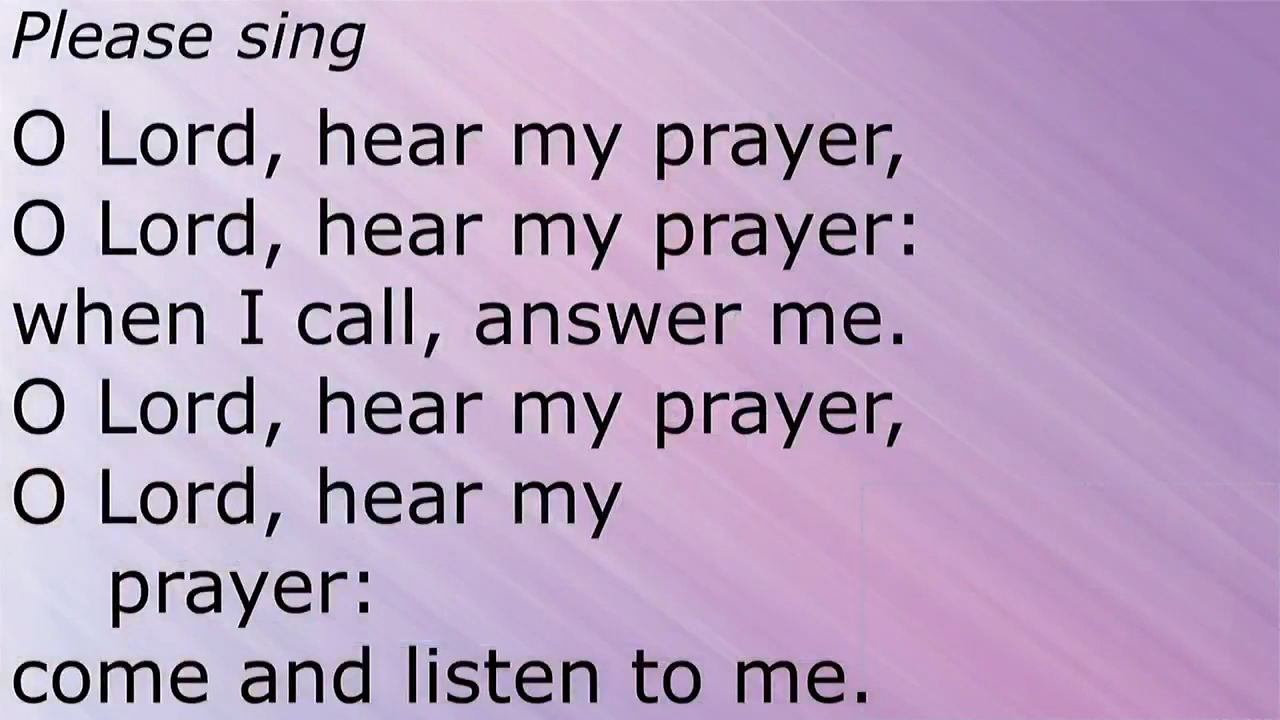 Please sing
O Lord, hear my prayer,
O Lord, hear my prayer:
when I call, answer me.
O Lord, hear my prayer,
O Lord, hear my
prayer:
come and listen to me.